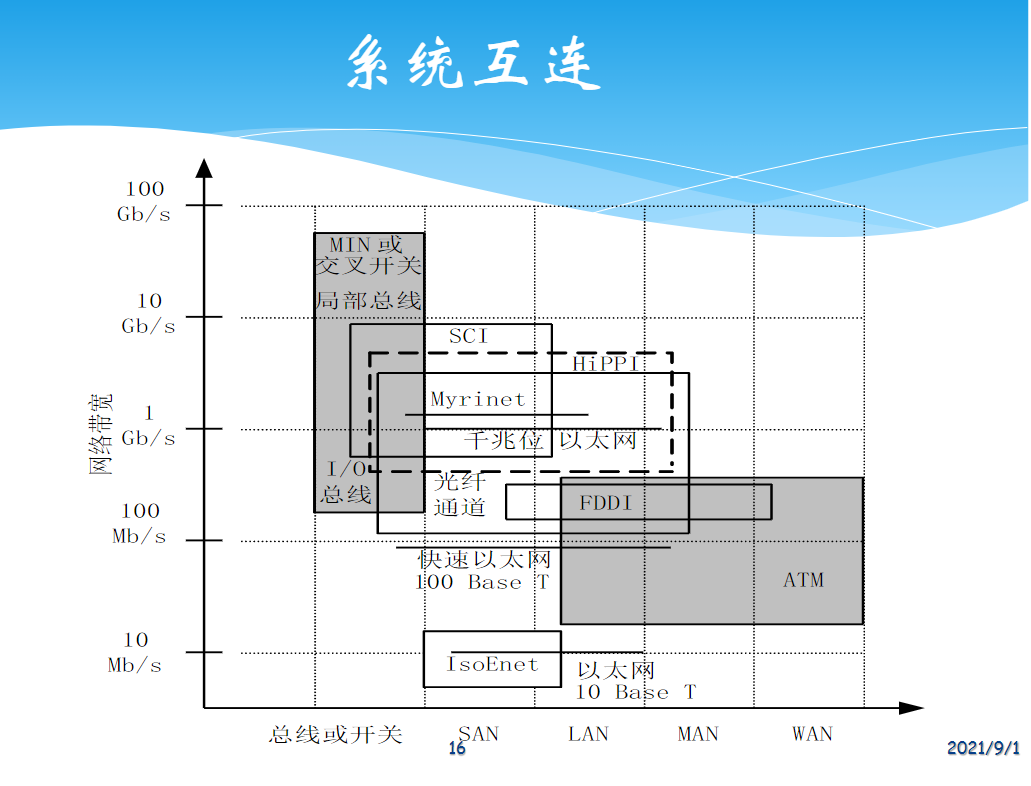 系统互连
100
Gb/s
MIN 或
交叉开关
局部总线
10
Gb/s
SCI
HiPPI
Myrinet
网络带宽
1
Gb/s
千兆位 以太网
I/O
总线
光纤
通道
FDDI
100
Mb/s
快速以太网
100 Base T
ATM
10
Mb/s
IsoEnet
以太网
10 Base T
总线或开关
SAN
LAN
MAN
WAN
16
2021/9/1